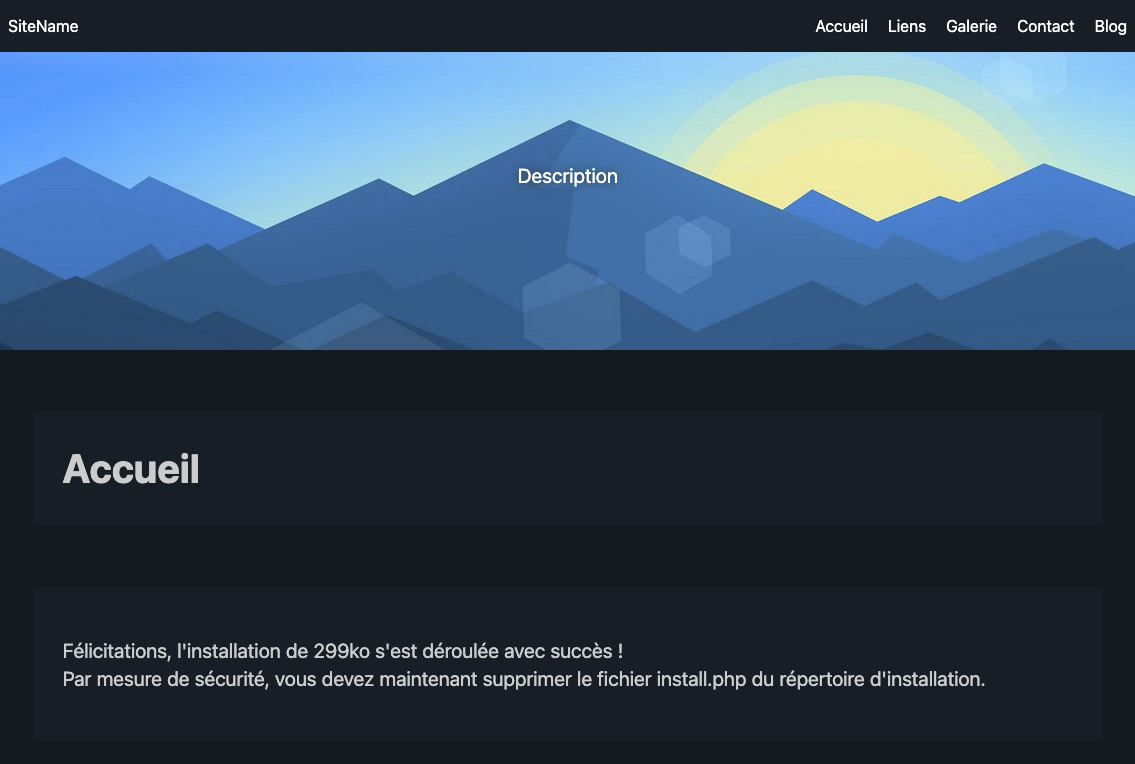 SiteName
Accueil Liens Galerie Contact Blog
Description
Accueil
Félicitations, l'installation de 299ko s'est déroulée avec succès !
Par mesure de sécurité, vous devez maintenant supprimer le fichier install.php du répertoire d'installation.